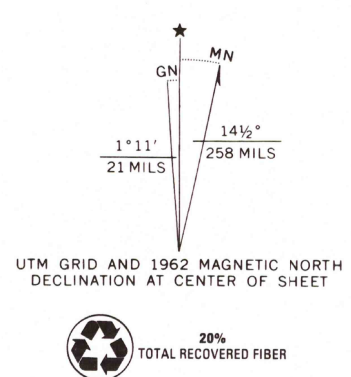 ★
MN
GN
1°11′
21 MILS
14½°
258 MILS
UTM GRID AND 1962 MAGNETIC NORTH
DECLINATION AT CENTER OF SHEET
20%
TOTAL RECOVERED FIBER